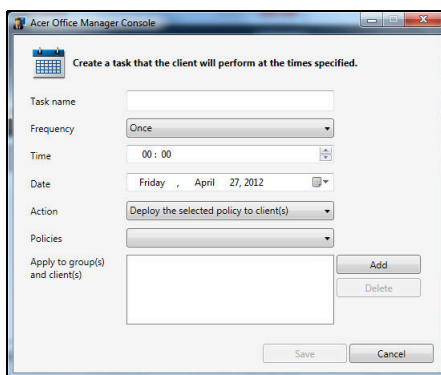 Acer Office Manager Console
Create a task that the client will perform at the times specified.
Task name
Frequency Once
Time 00 : 00
Date Friday , April 27, 2012
Action Deploy the selected policy to client(s)
Policies
Apply to group(s) Add
and client(s)
Delete
Save Cancel